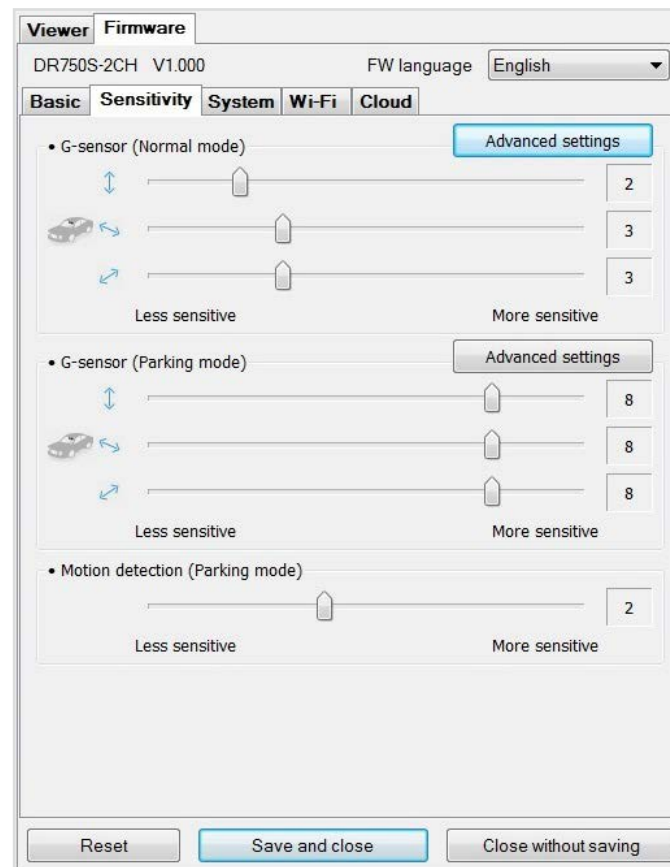 Viewer Firmware
DR750S-2CH V1.000 FW language English
Basic Sensitivity System Wi-Fi Cloud
• G-sensor (Normal mode) Advanced settings
2
3
3
Less sensitive More sensitive
• G-sensor (Parking mode) Advanced settings
8
8
8
Less sensitive More sensitive
• Motion detection (Parking mode)
2
Less sensitive More sensitive
Reset Save and close Close without saving